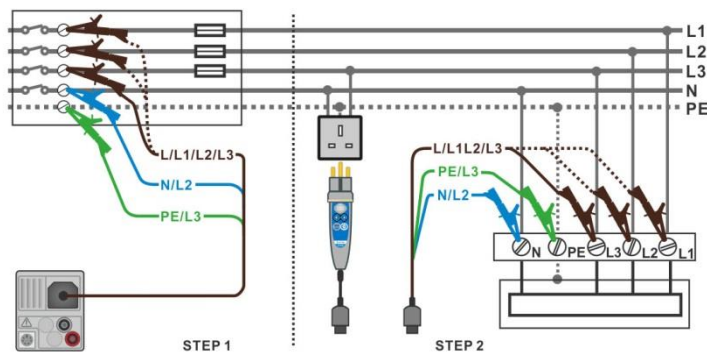 L1
L2
L3
N
PE
L/L1/L2/L3
N/L2
PE/L3
STEP 1
L/L1L2/L3
PE/L3
N/L2
N
PE
L3
L2
L1
STEP 2